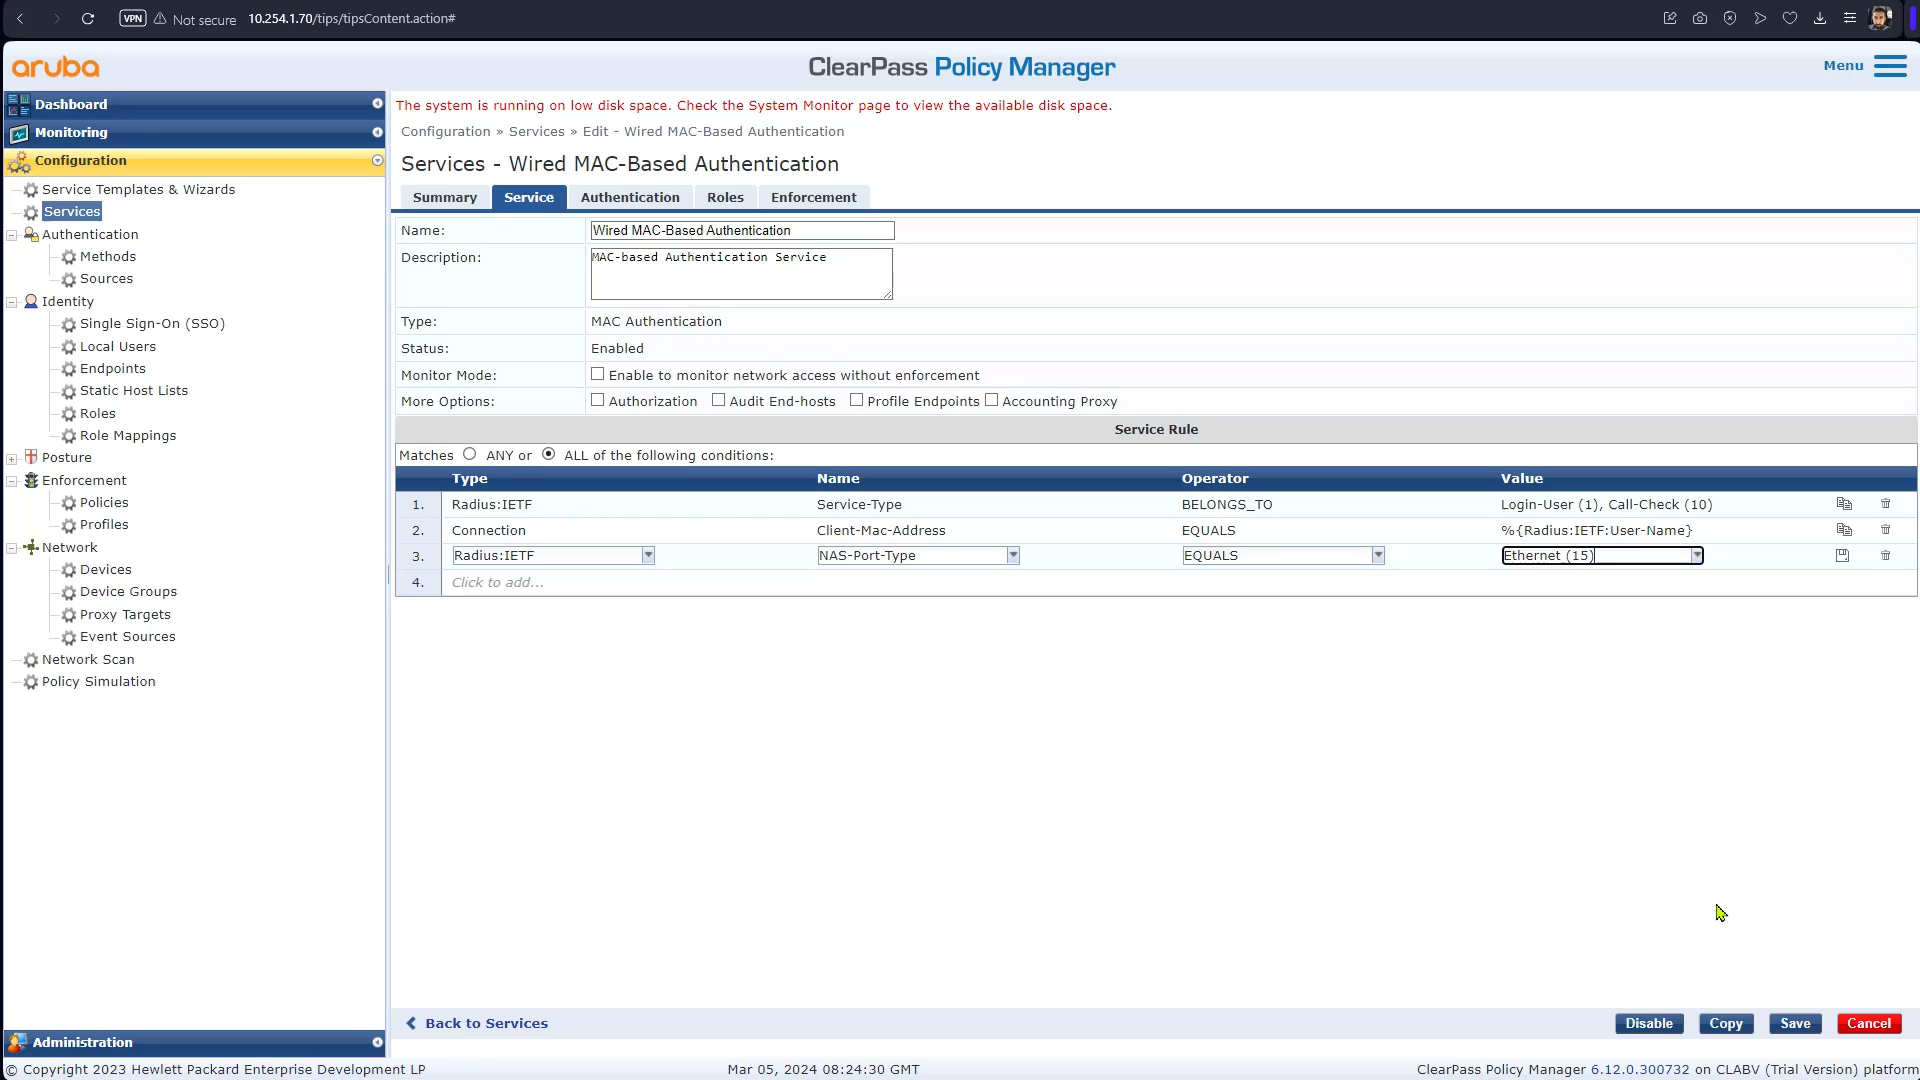 VPN Not secure 10.254.1.70/tips/tipsContent.action#
aruba
ClearPass Policy Manager
Menu
Dashboard
Monitoring
Configuration
Service Templates & Wizards
Services
Authentication
Methods
Sources
Identity
Single Sign-On (SSO)
Local Users
Endpoints
Static Host Lists
Roles
Role Mappings
Posture
Enforcement
Policies
Profiles
Network
Devices
Device Groups
Proxy Targets
Event Sources
Network Scan
Policy Simulation
Administration
The system is running on low disk space. Check the System Monitor page to view the available disk space.
Configuration » Services » Edit - Wired MAC-Based Authentication
Services - Wired MAC-Based Authentication
Summary Service Authentication Roles Enforcement
Name: Wired MAC-Based Authentication
Description: MAC-based Authentication Service
Type: MAC Authentication
Status: Enabled
Monitor Mode: Enable to monitor network access without enforcement
More Options: Authorization Audit End-hosts Profile Endpoints Accounting Proxy
Service Rule
Matches ANY or ALL of the following conditions:
Type Name Operator Value
1. Radius:IETF Service-Type BELONGS_TO Login-User (1), Call-Check (10)
2. Connection Client-Mac-Address EQUALS %{Radius:IETF:User-Name}
3. Radius:IETF NAS-Port-Type EQUALS Ethernet (15)
4. Click to add...
Back to Services
Disable Copy Save Cancel
© Copyright 2023 Hewlett Packard Enterprise Development LP Mar 05, 2024 08:24:30 GMT ClearPass Policy Manager 6.12.0.300732 on CLABV (Trial Version) platform